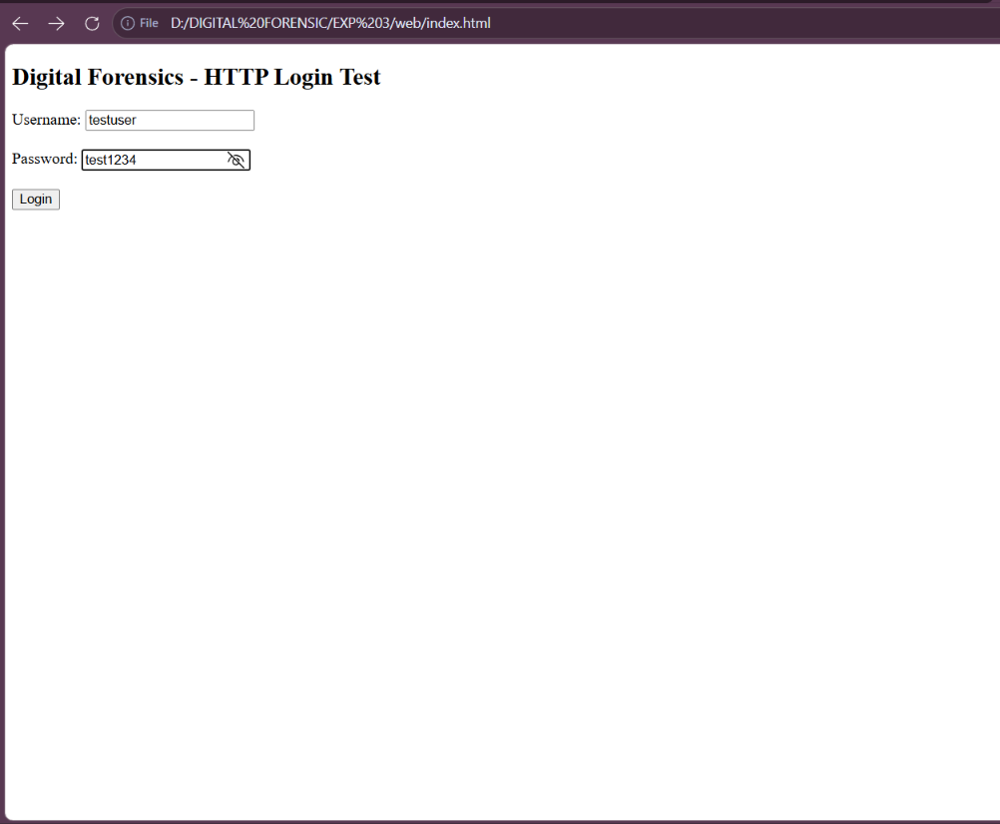 File D:/DIGITAL%20FORENSIC/EXP%203/web/index.html
Digital Forensics - HTTP Login Test
Username: testuser
Password: test1234
Login